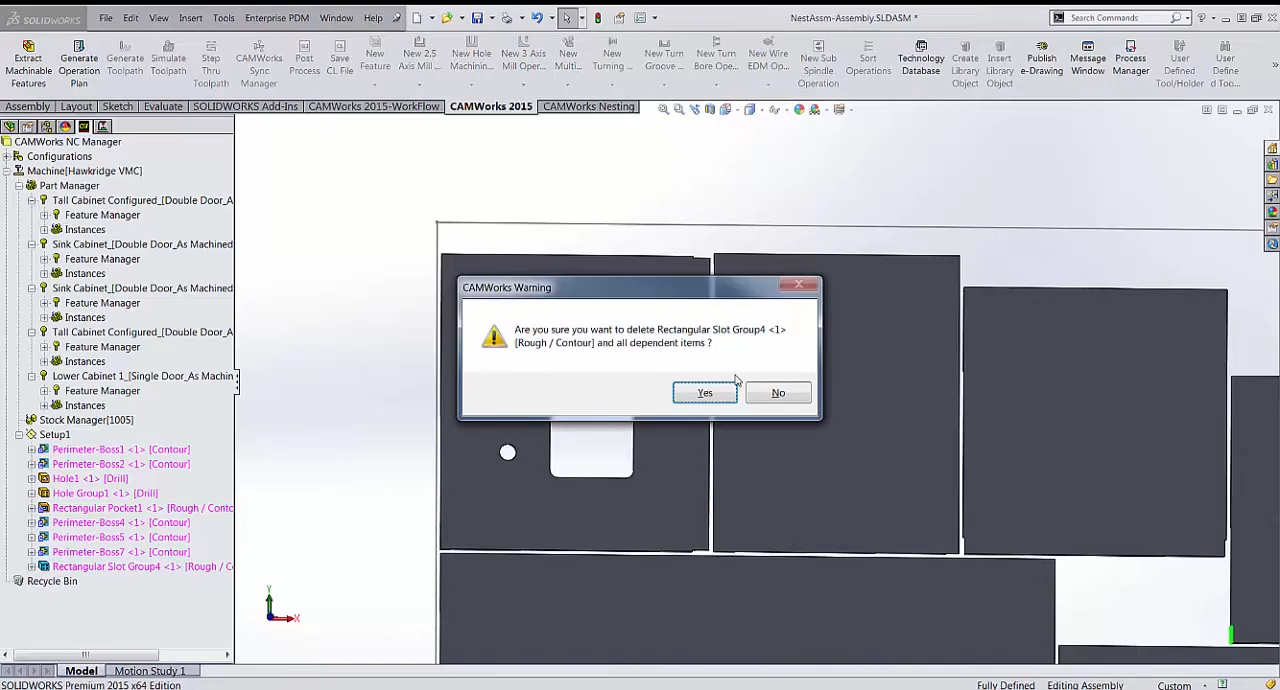 SOLIDWORKS File Edit View Insert Tools Enterprise PDM Window Help NestAssm-Assembly.SLDASM * Search Commands
Extract Machinable Features
Generate Operation Plan
Generate Toolpath
Simulate Toolpath
Step Thru Toolpath
CAMWorks Sync Manager
Post Process
Save CL File
New Feature
New 2.5 Axis Mill ...
New Hole Machinin...
New 3 Axis Mill Oper...
New Multi...
New Turning ...
New Turn Groove ...
New Turn Bore Ope...
New Wire EDM Op...
New Sub Spindle Operation
Sort Operations
Technology Database
Create Library Object
Insert Library Object
Publish e-Drawing
Message Window
Process Manager
User Defined Tool/Holder
User Define d Too...
Assembly Layout Sketch Evaluate SOLIDWORKS Add-Ins CAMWorks 2015-WorkFlow CAMWorks 2015 CAMWorks Nesting
CAMWorks NC Manager
Configurations
Machine[Hawkridge VMC]
Part Manager
Tall Cabinet Configured_[Double Door_A
Feature Manager
Instances
Sink Cabinet_[Double Door_As Machined
Feature Manager
Instances
Sink Cabinet_[Double Door_As Machined
Feature Manager
Instances
Tall Cabinet Configured_[Double Door_A
Feature Manager
Instances
Lower Cabinet 1_[Single Door_As Machin
Feature Manager
Instances
Stock Manager[1005]
Setup1
Perimeter-Boss1 <1> [Contour]
Perimeter-Boss2 <1> [Contour]
Hole1 <1> [Drill]
Hole Group1 <1> [Drill]
Rectangular Pocket1 <1> [Rough / Conto
Perimeter-Boss4 <1> [Contour]
Perimeter-Boss5 <1> [Contour]
Perimeter-Boss7 <1> [Contour]
Rectangular Slot Group4 <1> [Rough / C
Recycle Bin
CAMWorks Warning
Are you sure you want to delete Rectangular Slot Group4 <1>
[Rough / Contour] and all dependent items ?
Yes No
Y
X
Model Motion Study 1
SOLIDWORKS Premium 2015 x64 Edition Fully Defined Editing Assembly Custom